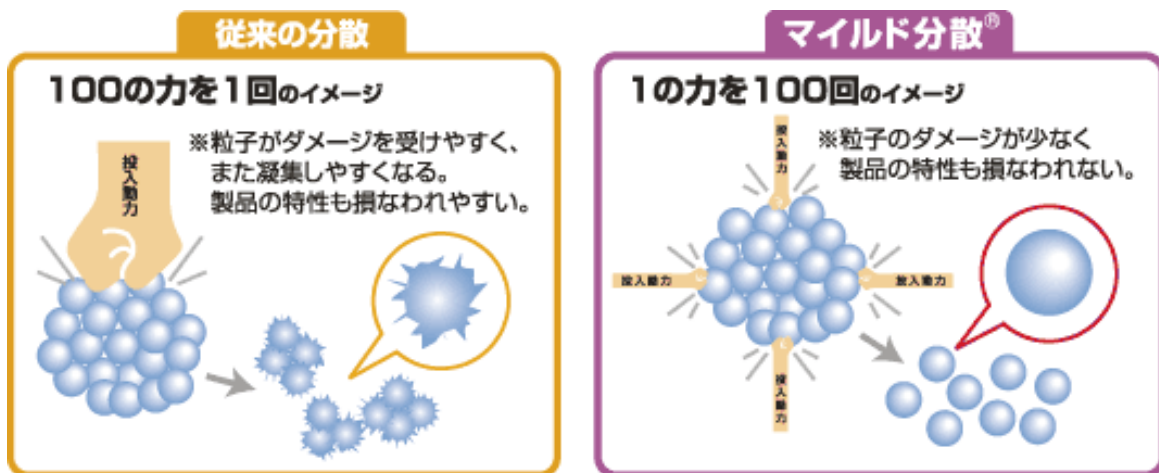 従来の分散
100の力を1回のイメージ
※粒子がダメージを受けやすく、
また凝集しやすくなる。
製品の特性も損なわれやすい。
投入動力
マイルド分散®
1の力を100回のイメージ
※粒子のダメージが少なく
製品の特性も損なわれない。
投入動力
投入動力
投入動力
投入動力